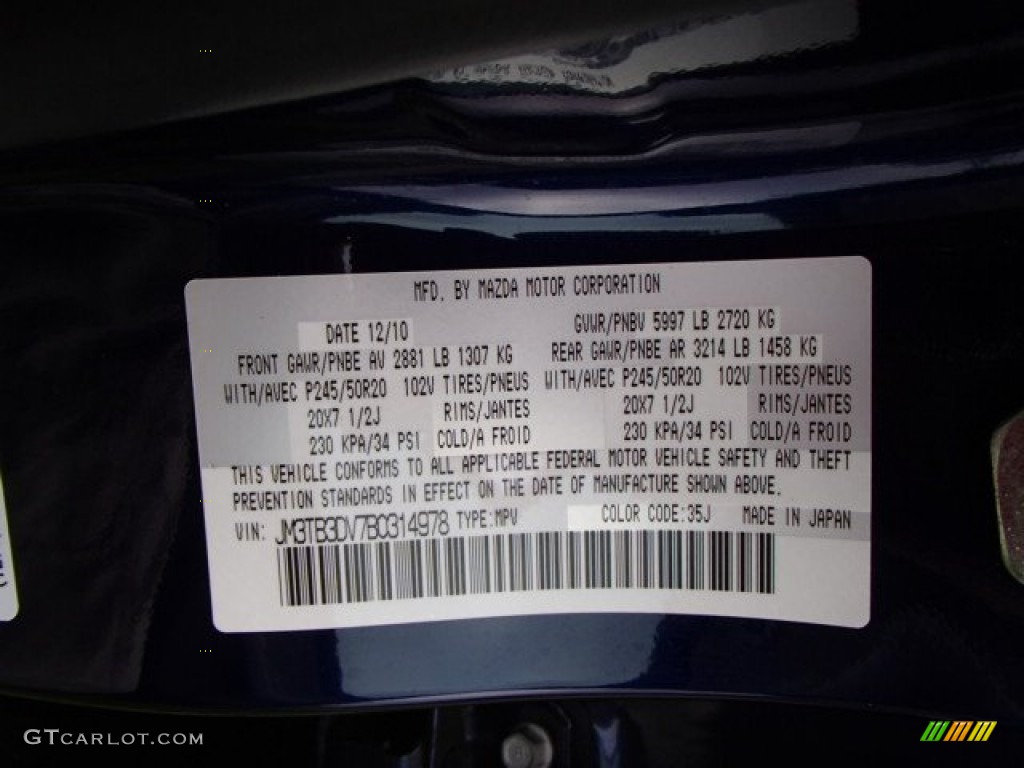 MFD. BY MAZDA MOTOR CORPORATION
DATE 12/10 GVWR/PNBV 5997 LB 2720 KG
FRONT GAWR/PNBE AV 2881 LB 1307 KG REAR GAWR/PNBE AR 3214 LB 1458 KG
WITH/AVEC P245/50R20 102V TIRES/PNEUS WITH/AVEC P245/50R20 102V TIRES/PNEUS
20X7 1/2J RIMS/JANTES 20X7 1/2J RIMS/JANTES
230 KPA/34 PSI COLD/A FROID 230 KPA/34 PSI COLD/A FROID
THIS VEHICLE CONFORMS TO ALL APPLICABLE FEDERAL MOTOR VEHICLE SAFETY AND THEFT
PREVENTION STANDARDS IN EFFECT ON THE DATE OF MANUFACTURE SHOWN ABOVE.
VIN: JM3TB3DV7B0314978 TYPE:MPV COLOR CODE:35J MADE IN JAPAN
GTCARLOT.COM